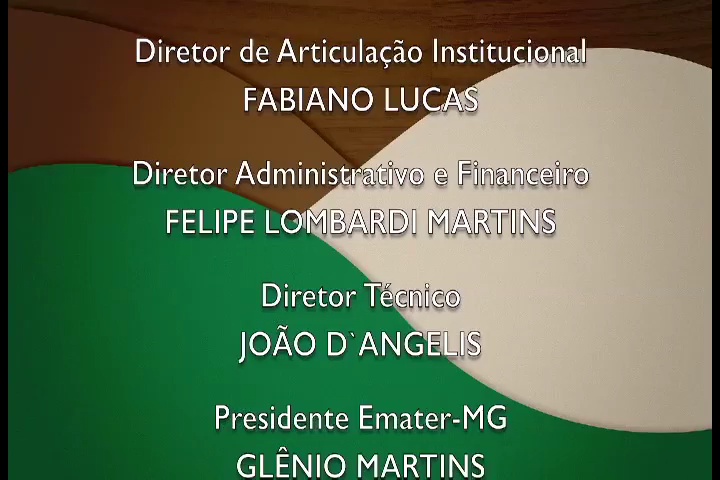 Diretor de Articulação Institucional
FABIANO LUCAS
Diretor Administrativo e Financeiro
FELIPE LOMBARDI MARTINS
Diretor Técnico
JOÃO D`ANGELIS
Presidente Emater-MG
GLÊNIO MARTINS